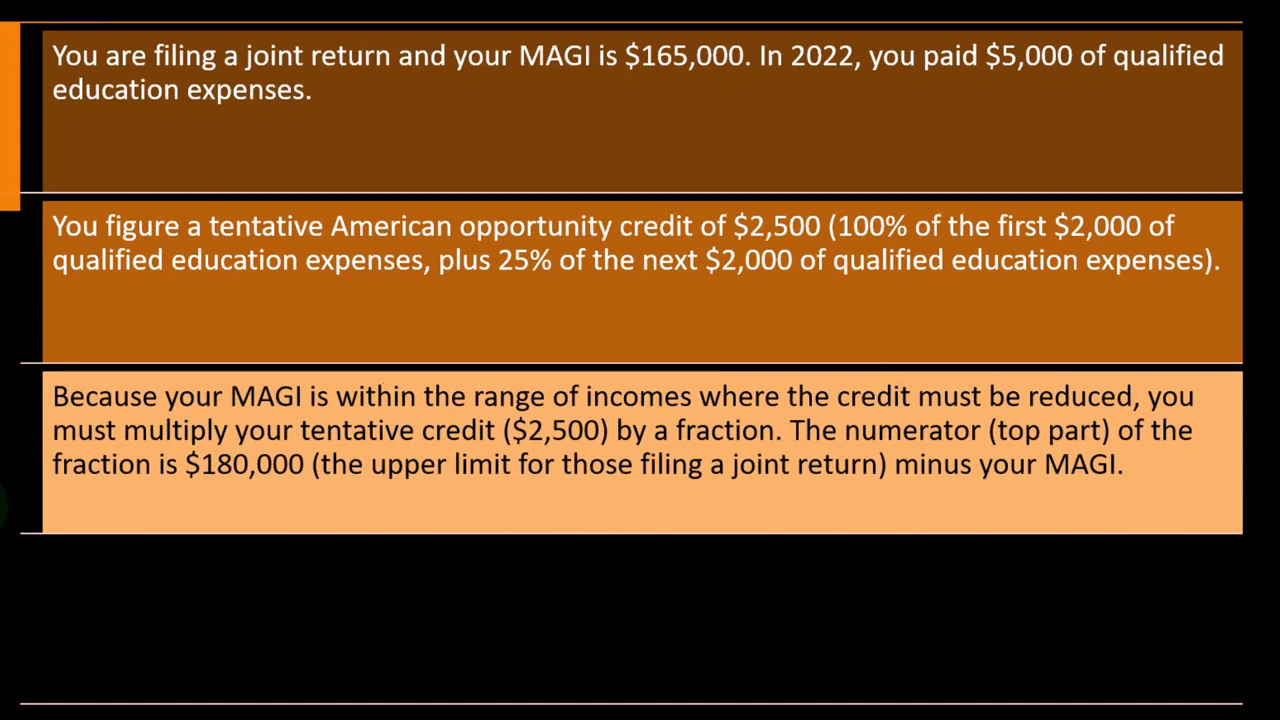 You are filing a joint return and your MAGI is $165,000. In 2022, you paid $5,000 of qualified
education expenses.
You figure a tentative American opportunity credit of $2,500 (100% of the first $2,000 of
qualified education expenses, plus 25% of the next $2,000 of qualified education expenses).
Because your MAGI is within the range of incomes where the credit must be reduced, you
must multiply your tentative credit ($2,500) by a fraction. The numerator (top part) of the
fraction is $180,000 (the upper limit for those filing a joint return) minus your MAGI.